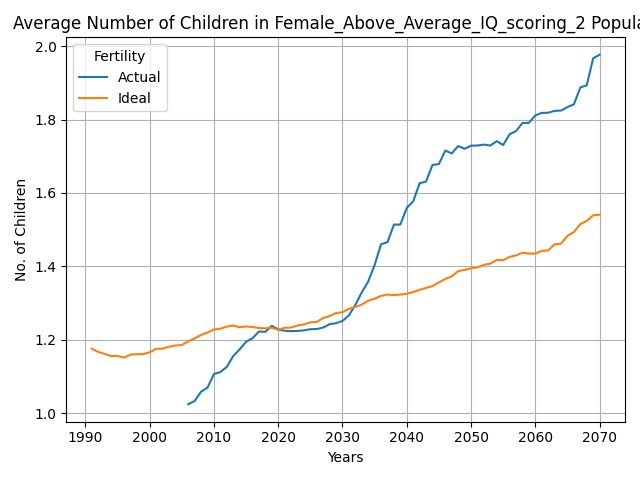 Average Number of Children in Female_Above_Average_IQ_scoring_2 Popula
Fertility
Actual
Ideal
No. of Children
2.0
1.8
1.6
1.4
1.2
1.0
1990 2000 2010 2020 2030 2040 2050 2060 2070
Years